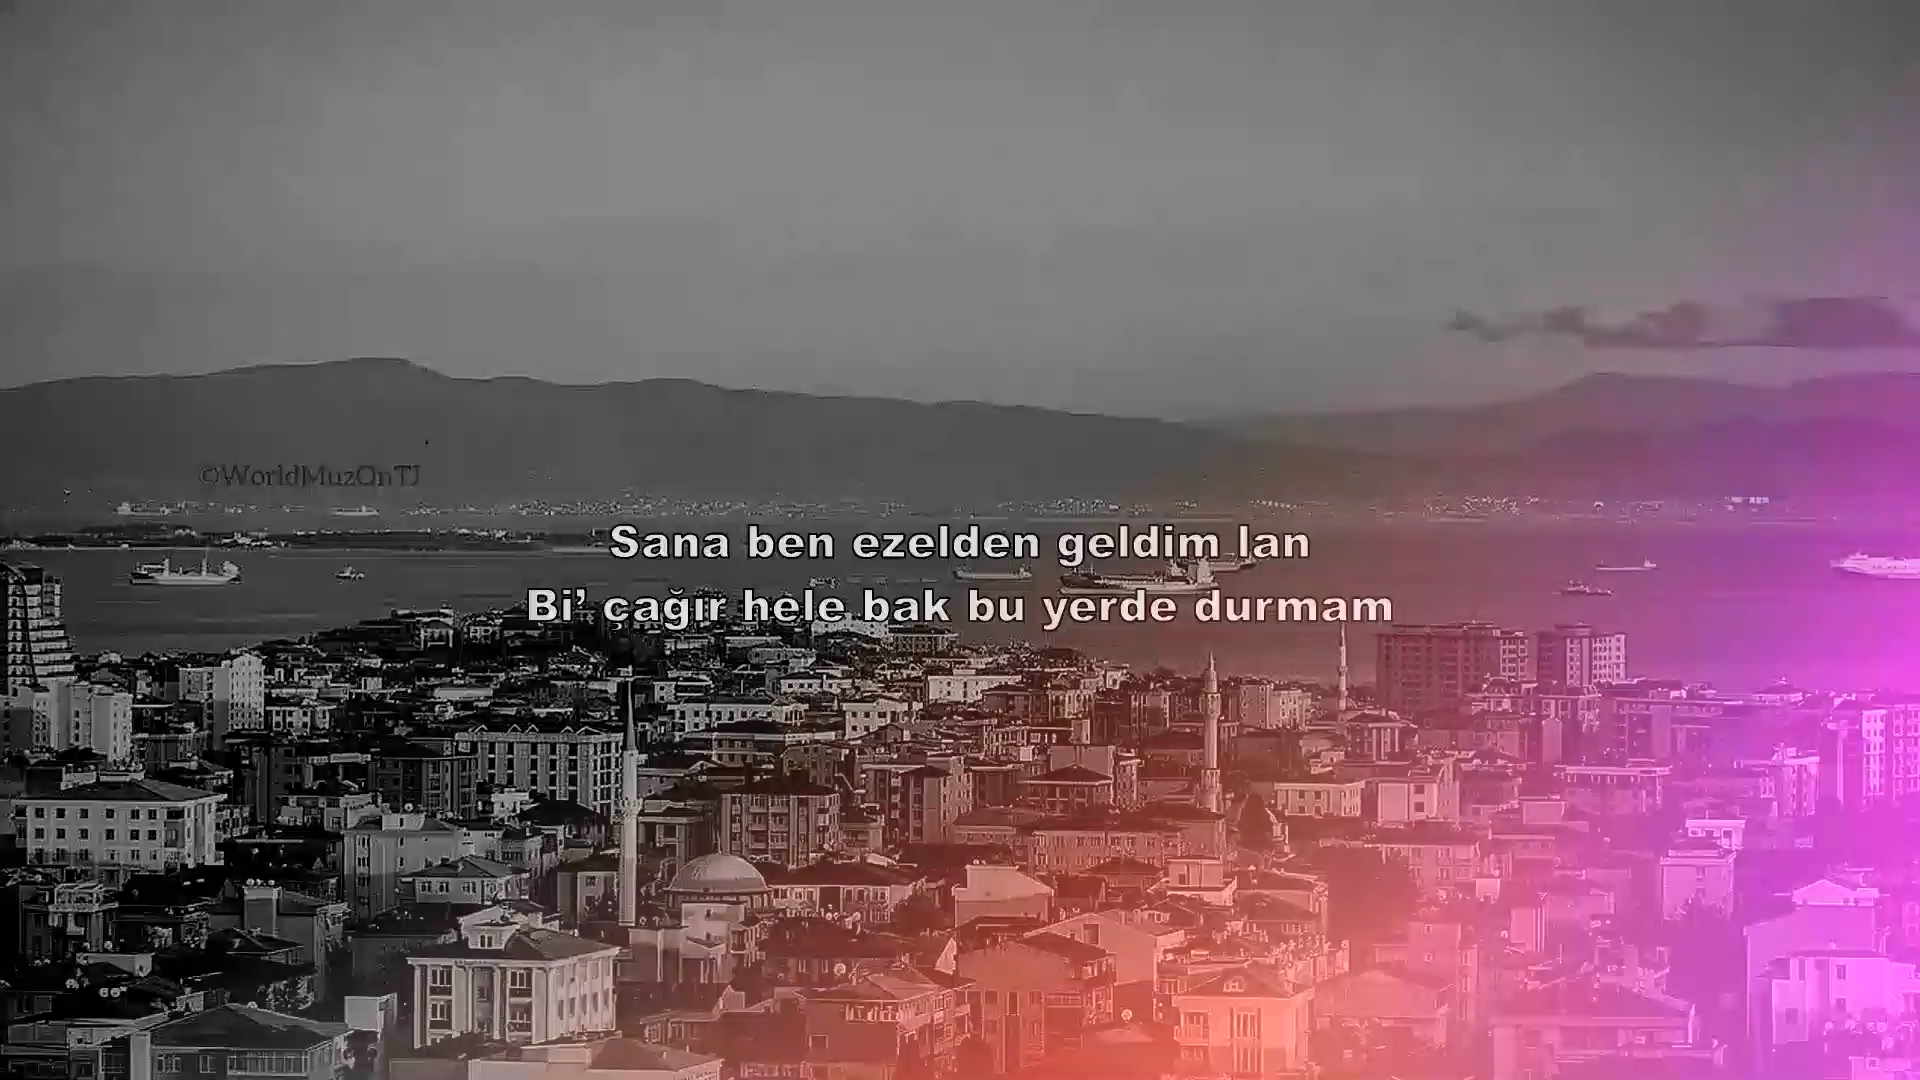 ©WorldMuzOnTJ
Sana ben ezelden geldim lan
Bi’ çağır hele bak bu yerde durmam